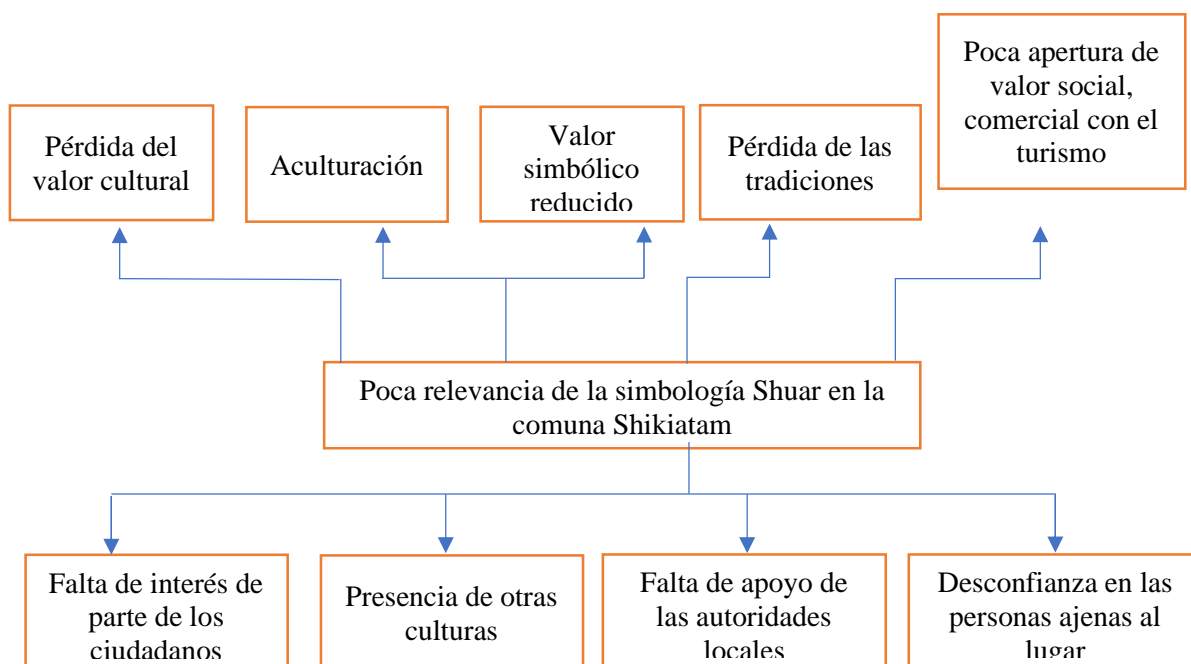 Poca apertura de
valor social,
comercial con el
turismo
Pérdida del
valor cultural
Aculturación
Valor
simbólico
reducido
Pérdida de las
tradiciones
Poca relevancia de la simbología Shuar en la
comuna Shikiatam
Falta de interés de
parte de los
ciudadanos
Presencia de otras
culturas
Falta de apoyo de
las autoridades
locales
Desconfianza en las
personas ajenas al
lugar